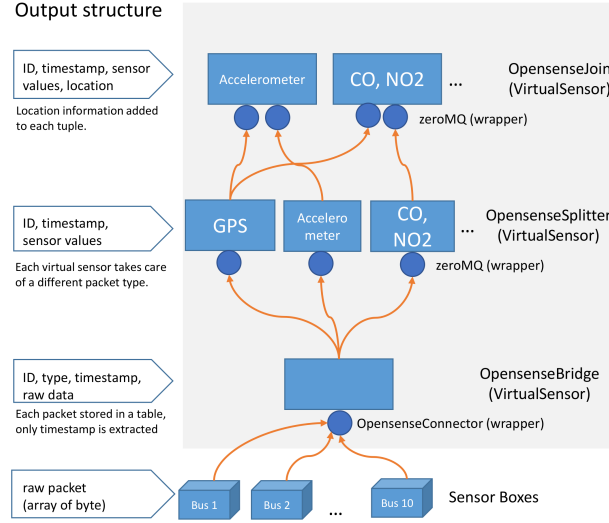 Output structure
ID, timestamp, sensor
values, location
Location information added
to each tuple.
Accelerometer
CO, NO2
...
OpensenseJoin
(VirtualSensor)
zeroMQ (wrapper)
ID, timestamp,
sensor values
Each virtual sensor takes care
of a different packet type.
GPS
Accelero
meter
CO,
NO2
...
OpensenseSplitter
(VirtualSensor)
zeroMQ (wrapper)
ID, type, timestamp,
raw data
Each packet stored in a table,
only timestamp is extracted
OpensenseBridge
(VirtualSensor)
OpensenseConnector (wrapper)
raw packet
(array of byte)
Bus 1
Bus 2
...
Bus 10
Sensor Boxes